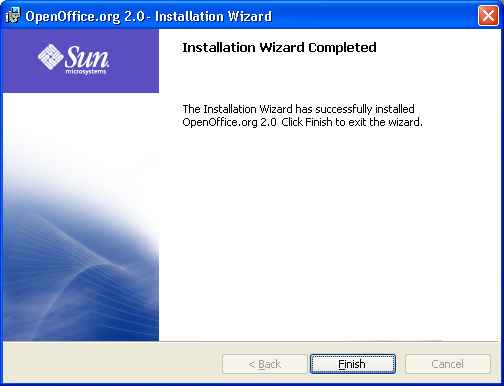 OpenOffice.org 2.0 - Installation Wizard
Sun
microsystems
Installation Wizard Completed
The Installation Wizard has successfully installed
OpenOffice.org 2.0 Click Finish to exit the wizard.
< Back
Finish
Cancel